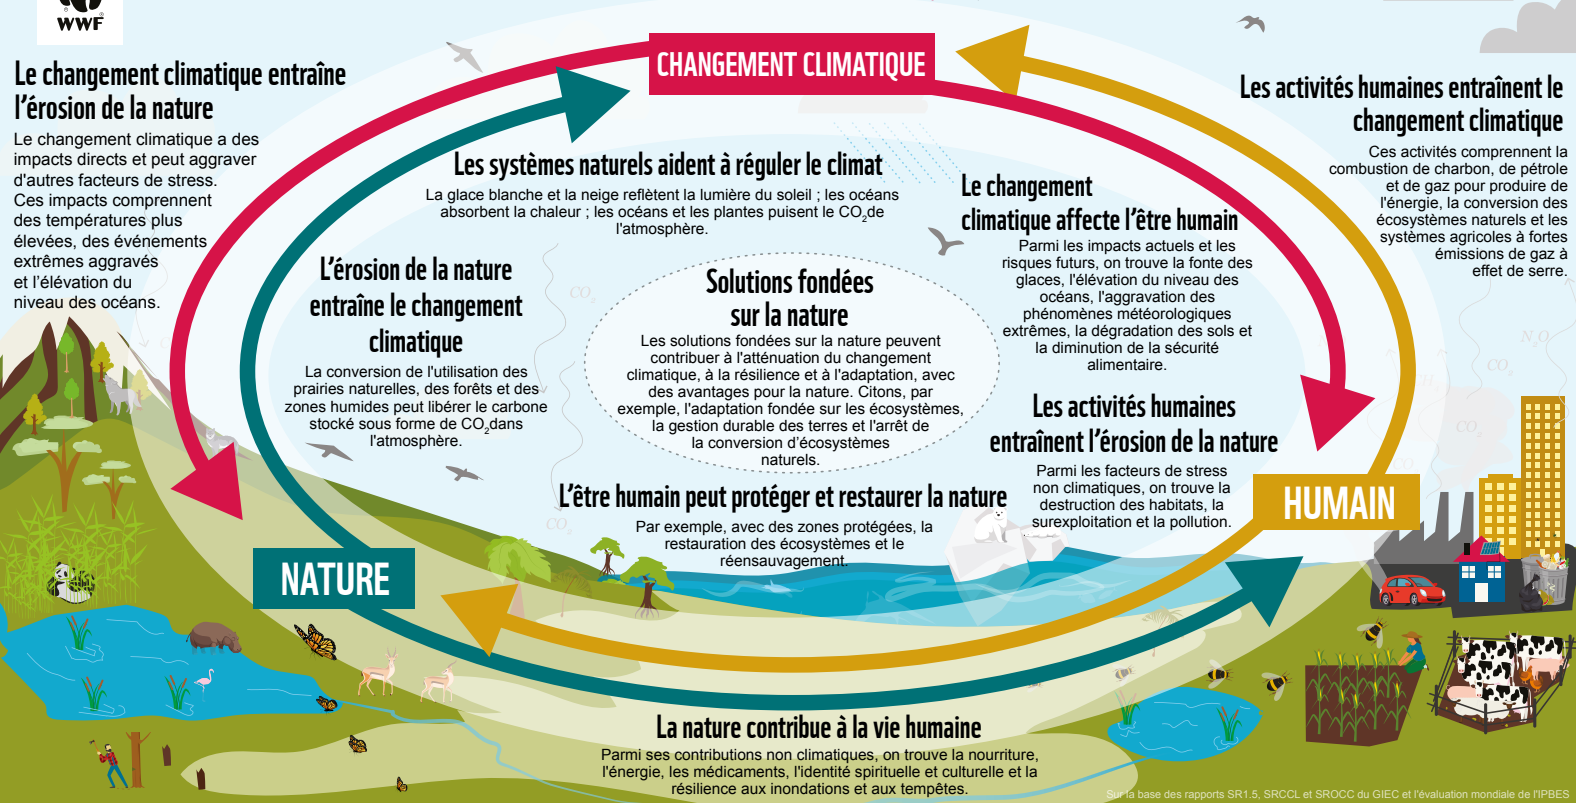 WWF
CHANGEMENT CLIMATIQUE
Le changement climatique entraîne
l'érosion de la nature
Le changement climatique a des
impacts directs et peut aggraver
d'autres facteurs de stress.
Ces impacts comprennent
des températures plus
élevées, des événements
extrêmes aggravés
et l'élévation du
niveau des océans.
Les systèmes naturels aident à réguler le climat
La glace blanche et la neige reflètent la lumière du soleil ; les océans
absorbent la chaleur ; les océans et les plantes puisent le CO2de
l'atmosphère.
L'érosion de la nature
entraîne le changement
climatique
La conversion de l'utilisation des
prairies naturelles, des forêts et des
zones humides peut libérer le carbone
stocké sous forme de CO2dans
l'atmosphère.
Solutions fondées
sur la nature
Les solutions fondées sur la nature peuvent
contribuer à l'atténuation du changement
climatique, à la résilience et à l'adaptation, avec
des avantages pour la nature. Citons, par
exemple, l'adaptation fondée sur les écosystèmes,
la gestion durable des terres et l'arrêt de
la conversion d'écosystèmes
naturels.
Le changement
climatique affecte l'être humain
Parmi les impacts actuels et les
risques futurs, on trouve la fonte des
glaces, l'élévation du niveau des
océans, l'aggravation des
phénomènes météorologiques
extrêmes, la dégradation des sols et
la diminution de la sécurité
alimentaire.
Les activités humaines entraînent le
changement climatique
Ces activités comprennent la
combustion de charbon, de pétrole
et de gaz pour produire de
l'énergie, la conversion des
écosystèmes naturels et les
systèmes agricoles à fortes
émissions de gaz à
effet de serre.
Les activités humaines
entraînent l'érosion de la nature
Parmi les facteurs de stress
non climatiques, on trouve la
destruction des habitats, la
surexploitation et la pollution.
L'être humain peut protéger et restaurer la nature
Par exemple, avec des zones protégées, la
restauration des écosystèmes et le
réensauvagement.
HUMAIN
NATURE
CO2
CO2
N2O
CO2
CO2
La nature contribue à la vie humaine
Parmi ses contributions non climatiques, on trouve la nourriture,
l'énergie, les médicaments, l'identité spirituelle et culturelle et la
résilience aux inondations et aux tempêtes.
Sur la base des rapports SR1.5, SRCCL et SROCC du GIEC et l'évaluation mondiale de l'IPBES